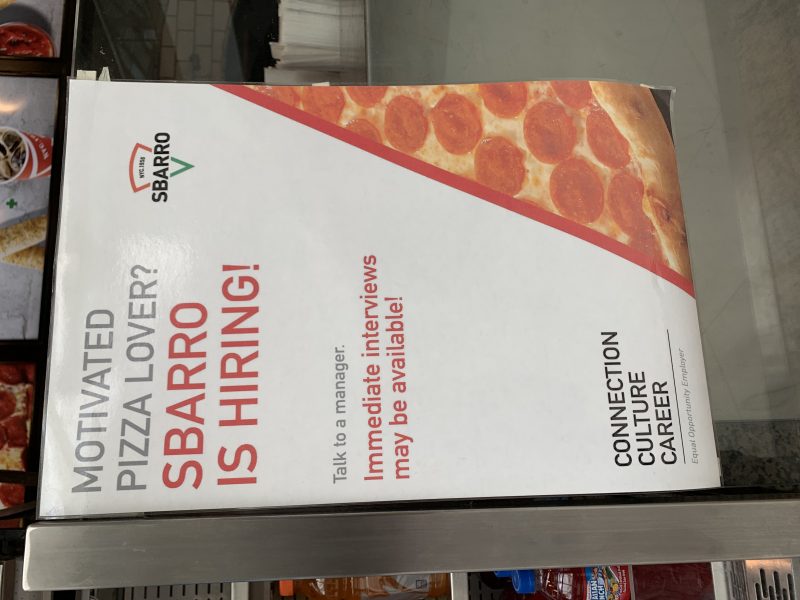 NYC.1956
SBARRO
MOTIVATED
PIZZA LOVER?
SBARRO
IS HIRING!
Talk to a manager.
Immediate interviews
may be available!
CONNECTION
CULTURE
CAREER
Equal Opportunity Employer